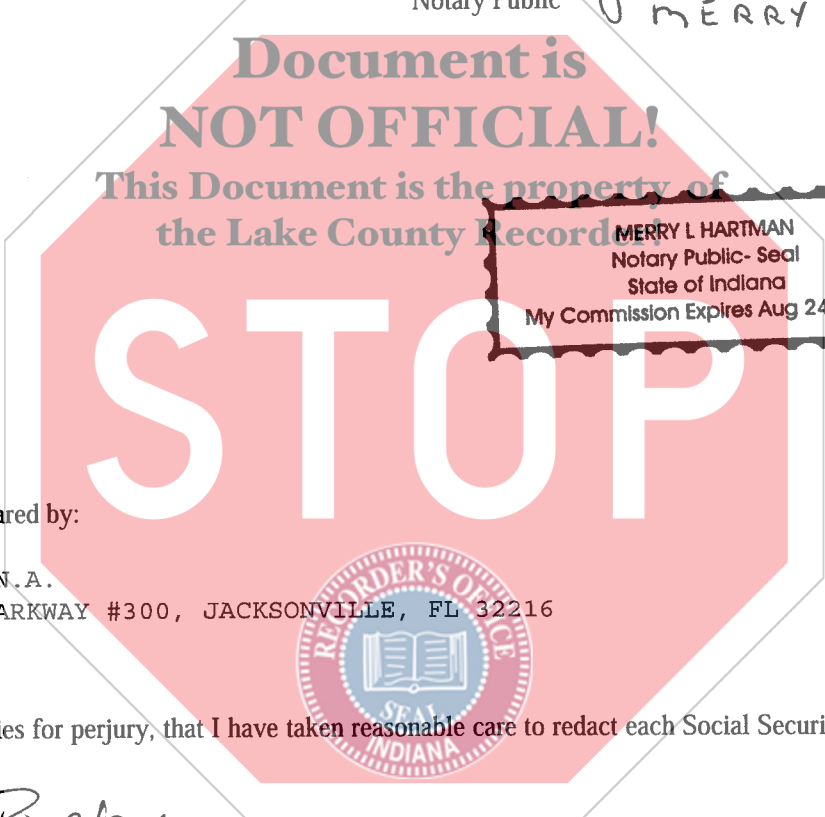 Notary Public
MERRY
Document is
NOT OFFICIAL!
This Document is the property of
the Lake County Recorder!
MERRY L HARTMAN
Notary Public- Seal
State of Indiana
My Commission Expires Aug 24
STOP
ared by:
N.A.
ARKWAY #300, JACKSONVILLE, FL 32216
RECORDER'S OFFICE
SEAL
INDIANA
ies for perjury, that I have taken reasonable care to redact each Social Securi